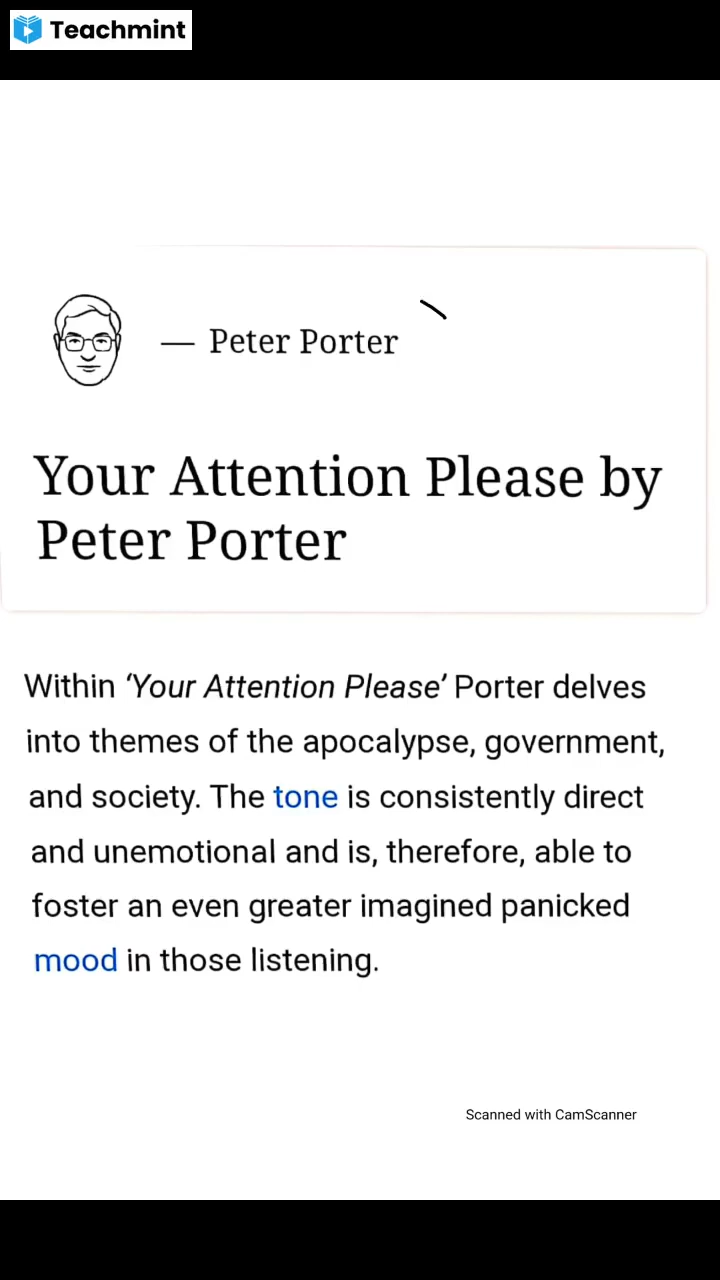 Teachmint
— Peter Porter
Your Attention Please by
Peter Porter
Within ‘Your Attention Please’ Porter delves
into themes of the apocalypse, government,
and society. The tone is consistently direct
and unemotional and is, therefore, able to
foster an even greater imagined panicked
mood in those listening.
Scanned with CamScanner